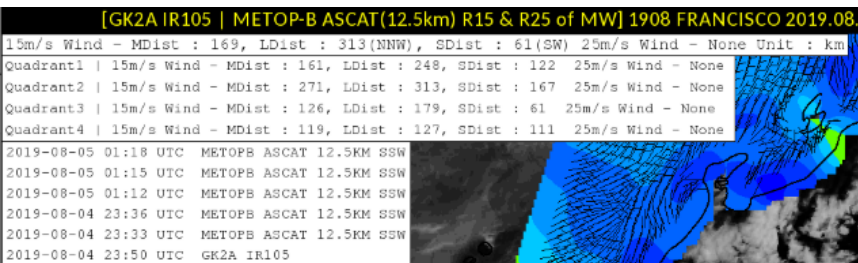 [GK2A IR105 | METOP-B ASCAT(12.5km) R15 & R25 of MW] 1908 FRANCISCO 2019.08.
15m/s Wind - MDist : 169, LDist : 313(NNW), SDist : 61(SW) 25m/s Wind - None Unit : km
Quadrant1 | 15m/s Wind - MDist : 161, LDist : 248, SDist : 122 25m/s Wind - None
Quadrant2 | 15m/s Wind - MDist : 271, LDist : 313, SDist : 167 25m/s Wind - None
Quadrant3 | 15m/s Wind - MDist : 126, LDist : 179, SDist : 61 25m/s Wind - None
Quadrant4 | 15m/s Wind - MDist : 119, LDist : 127, SDist : 111 25m/s Wind - None
2019-08-05 01:18 UTC METOPB ASCAT 12.5KM SSW
2019-08-05 01:15 UTC METOPB ASCAT 12.5KM SSW
2019-08-05 01:12 UTC METOPB ASCAT 12.5KM SSW
2019-08-04 23:36 UTC METOPB ASCAT 12.5KM SSW
2019-08-04 23:33 UTC METOPB ASCAT 12.5KM SSW
2019-08-04 23:50 UTC GK2A IR105